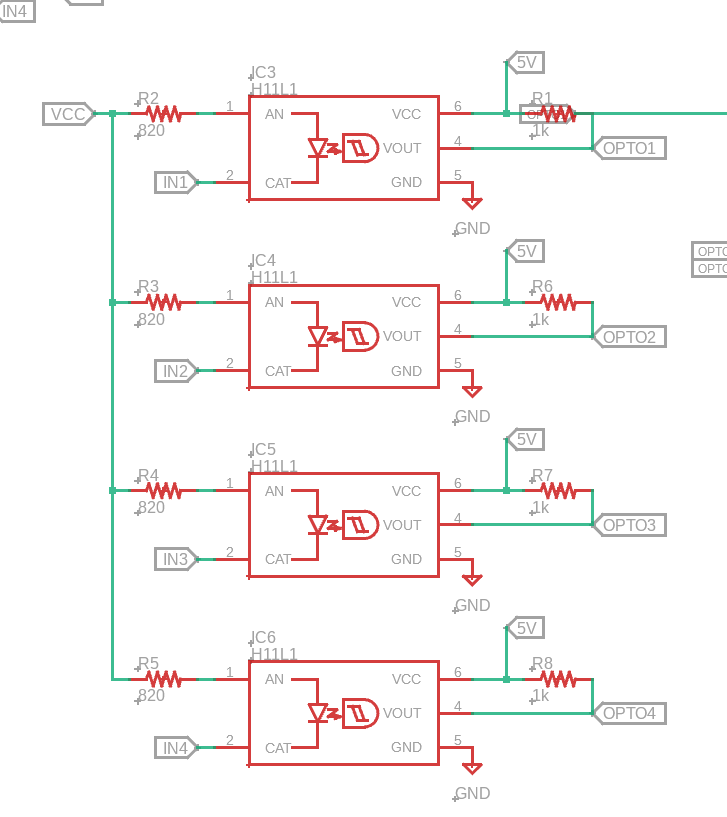 IN4
5V
IC3
H11L1
R2
R1
VCC
1
AN
VCC
6
820
1k
4
VOUT
OPTO1
IN1
2
CAT
GND
5
GND
5V
OPTO
OPTO
IC4
H11L1
R3
R6
1
AN
VCC
6
820
1k
VOUT
4
OPTO2
IN2
2
CAT
GND
5
GND
5V
IC5
H11L1
R4
R7
1
AN
VCC
6
820
1k
VOUT
4
OPTO3
IN3
2
CAT
GND
5
GND
5V
IC6
H11L1
R5
R8
1
AN
VCC
6
820
1k
VOUT
4
OPTO4
IN4
2
CAT
GND
5
GND